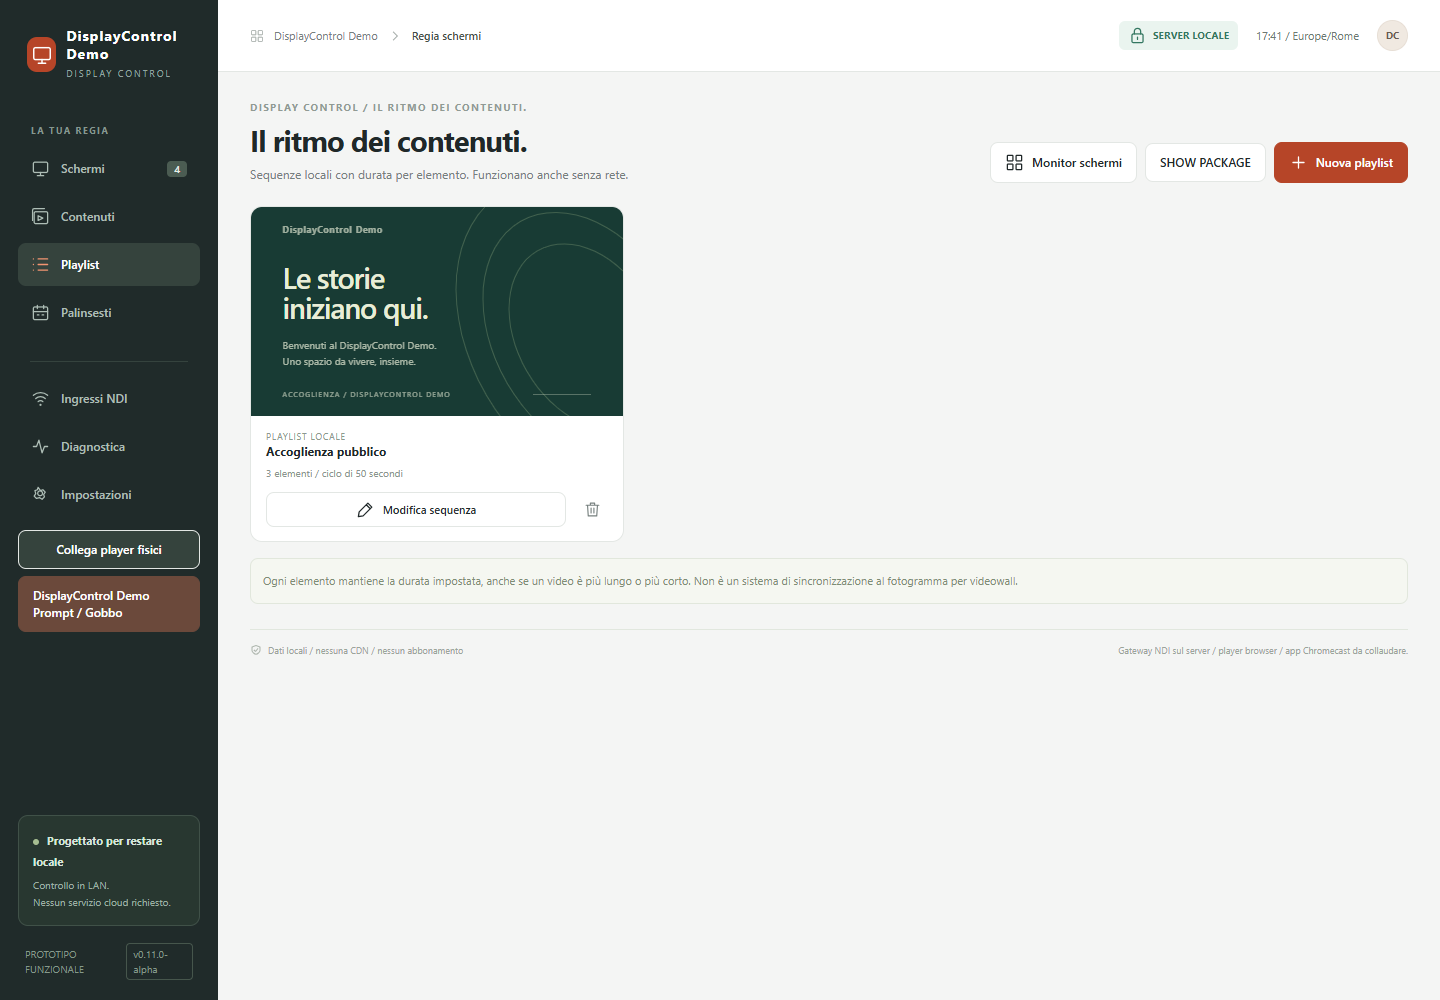 DisplayControl
Demo
DISPLAY CONTROL
LA TUA REGIA
Schermi
4
Contenuti
Playlist
Palinsesti
Ingressi NDI
Diagnostica
Impostazioni
Collega player fisici
DisplayControl Demo
Prompt / Gobbo
Progettato per restare
locale
Controllo in LAN.
Nessun servizio cloud richiesto.
PROTOTIPO
FUNZIONALE
v0.11.0-
alpha
DisplayControl Demo
Regia schermi
SERVER LOCALE
17:41 / Europe/Rome
DC
DISPLAY CONTROL / IL RITMO DEI CONTENUTI.
Il ritmo dei contenuti.
Sequenze locali con durata per elemento. Funzionano anche senza rete.
Monitor schermi
SHOW PACKAGE
Nuova playlist
DisplayControl Demo
Le storie
iniziano qui.
Benvenuti al DisplayControl Demo.
Uno spazio da vivere, insieme.
ACCOGLIENZA / DISPLAYCONTROL DEMO
PLAYLIST LOCALE
Accoglienza pubblico
3 elementi / ciclo di 50 secondi
Modifica sequenza
Ogni elemento mantiene la durata impostata, anche se un video è più lungo o più corto. Non è un sistema di sincronizzazione al fotogramma per videowall.
Dati locali / nessuna CDN / nessun abbonamento
Gateway NDI sul server / player browser / app Chromecast da collaudare.